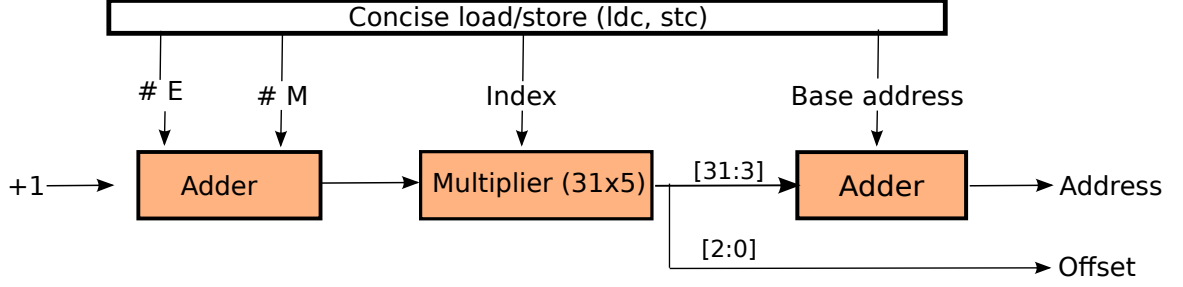 Concise load/store (ldc, stc)
# E
# M
Index
Base address
+1
Adder
Multiplier (31x5)
[31:3]
Adder
Address
[2:0]
Offset